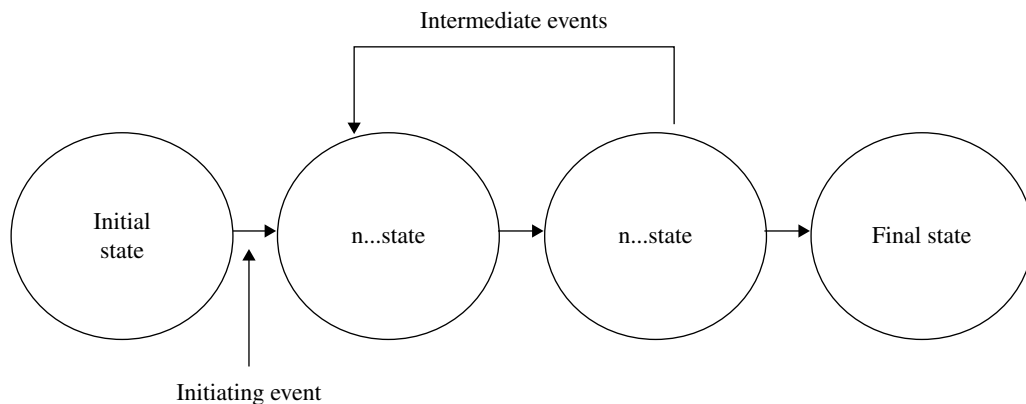 Intermediate events
Initial
state
n...state
n...state
Final state
Initiating event